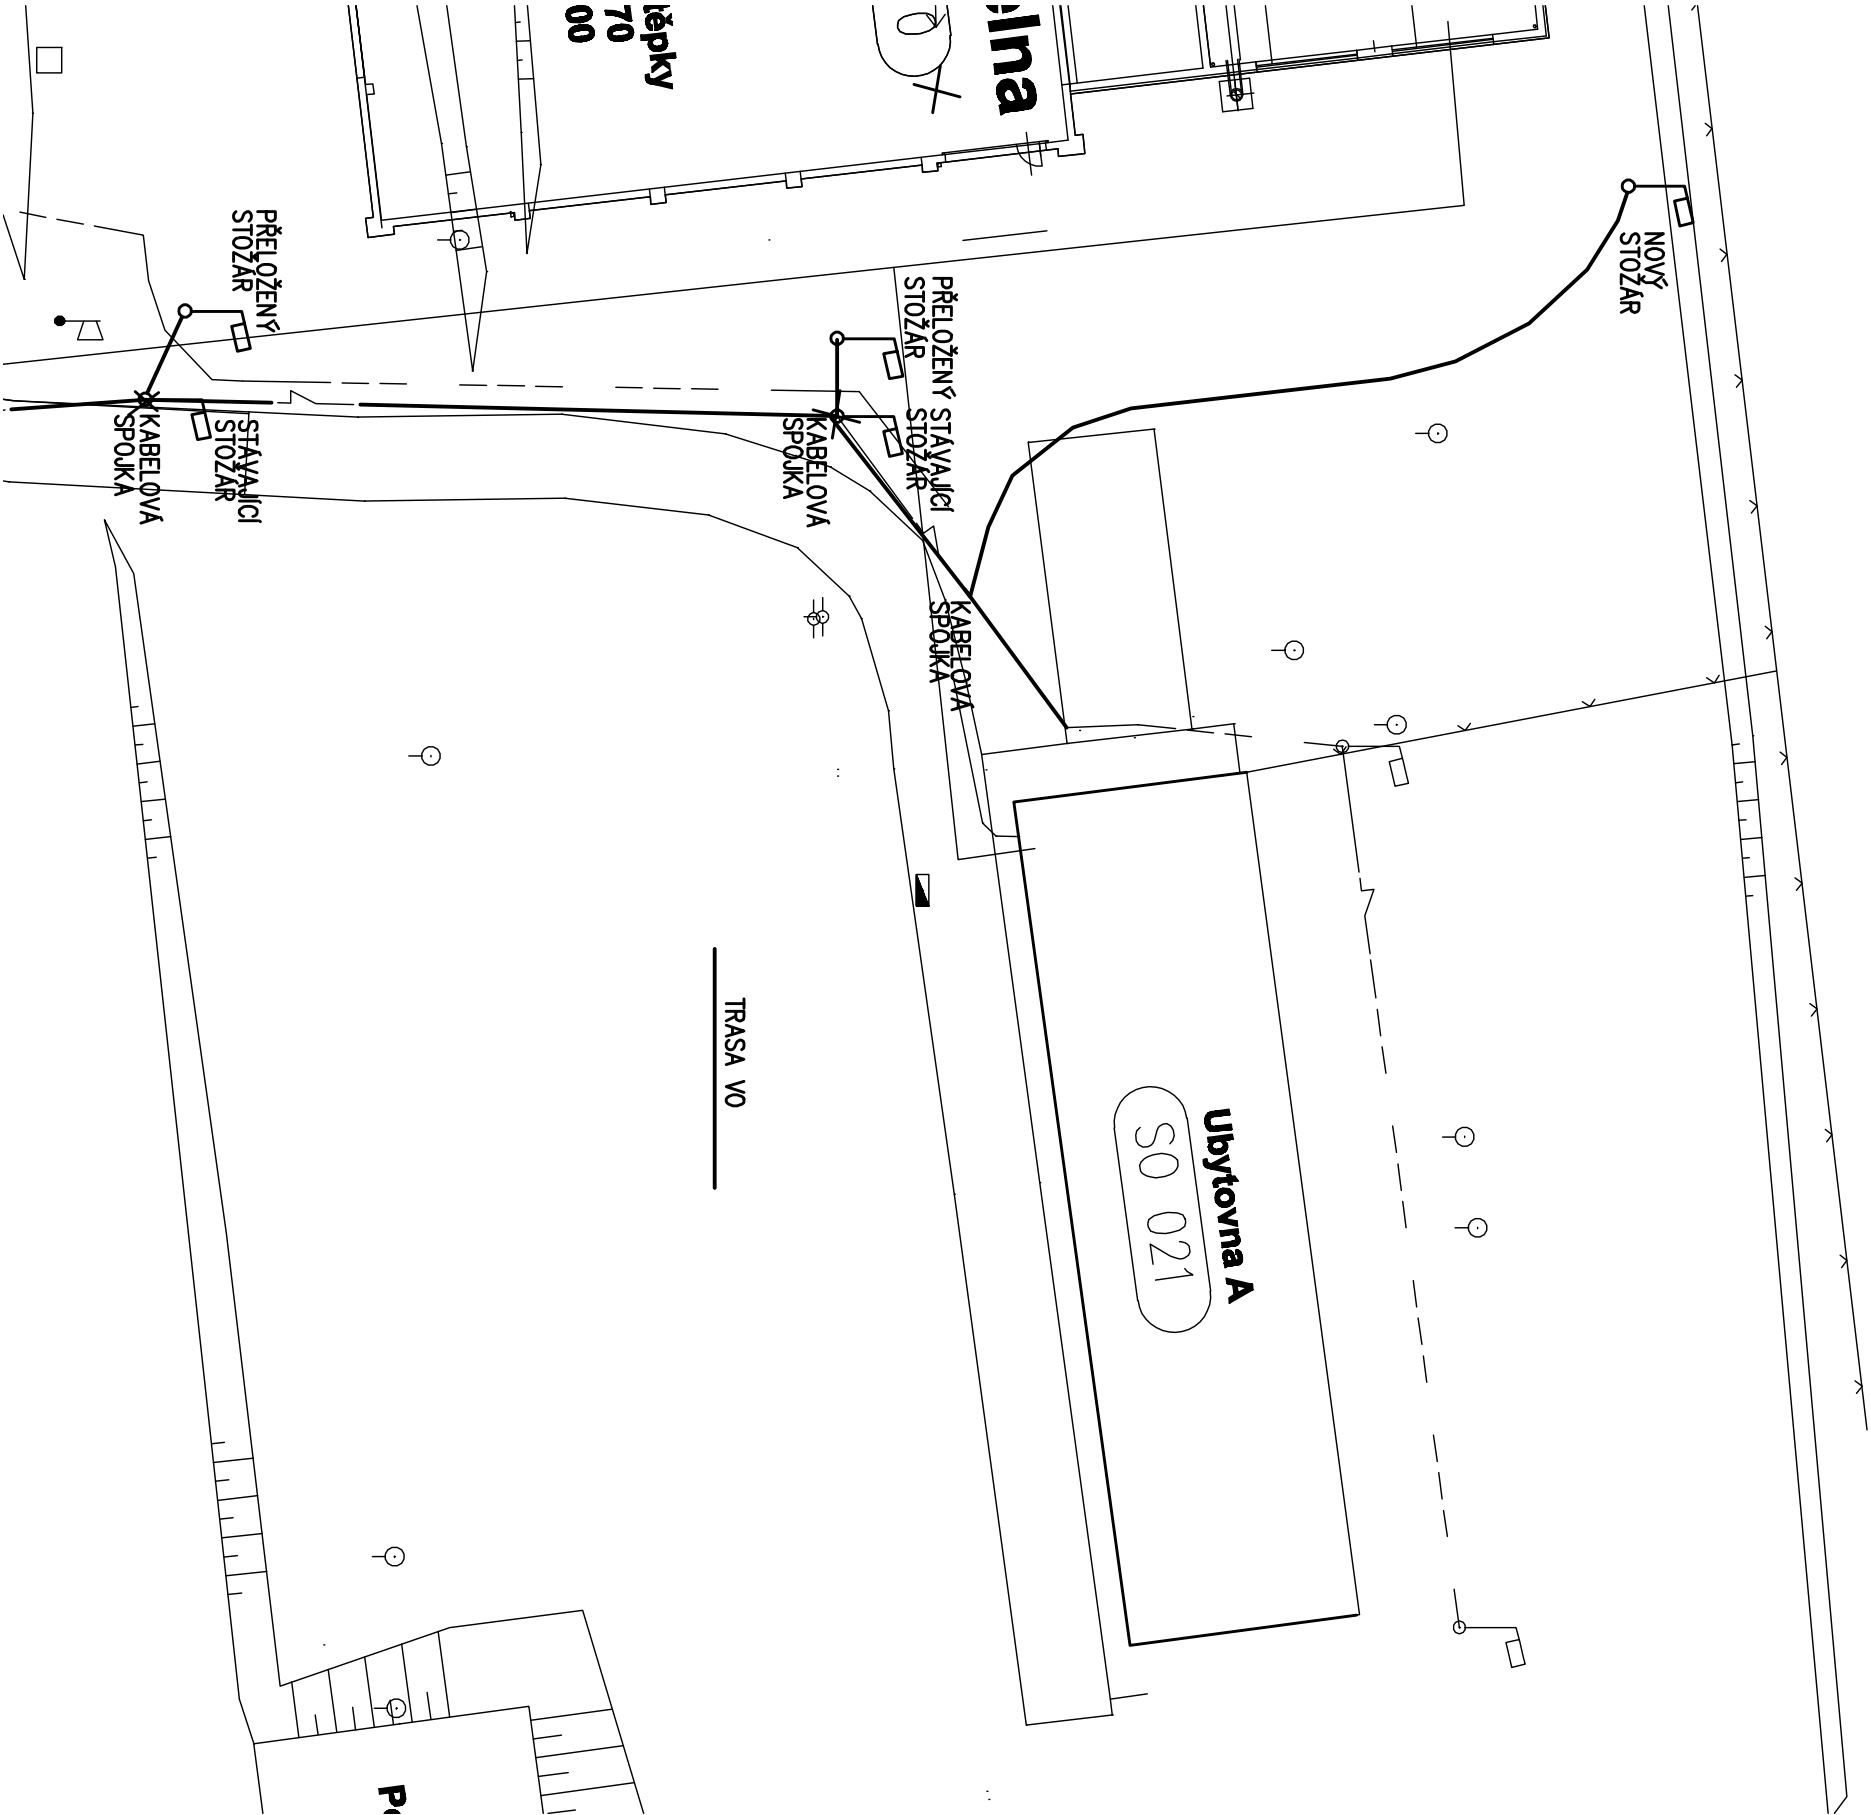 elna
těpky
70
00
PŘELOŽENÝ
STOŽÁR
PŘELOŽENÝ
STOŽÁR
NOVÝ
STOŽÁR
KABELOVÁ
SPOJKA
STÁVAJÍCÍ
STOŽÁR
KABELOVÁ
SPOJKA
STÁVAJÍCÍ
STOŽÁR
KABELOVÁ
SPOJKA
TRASA VO
Ubytovna A
SO 021